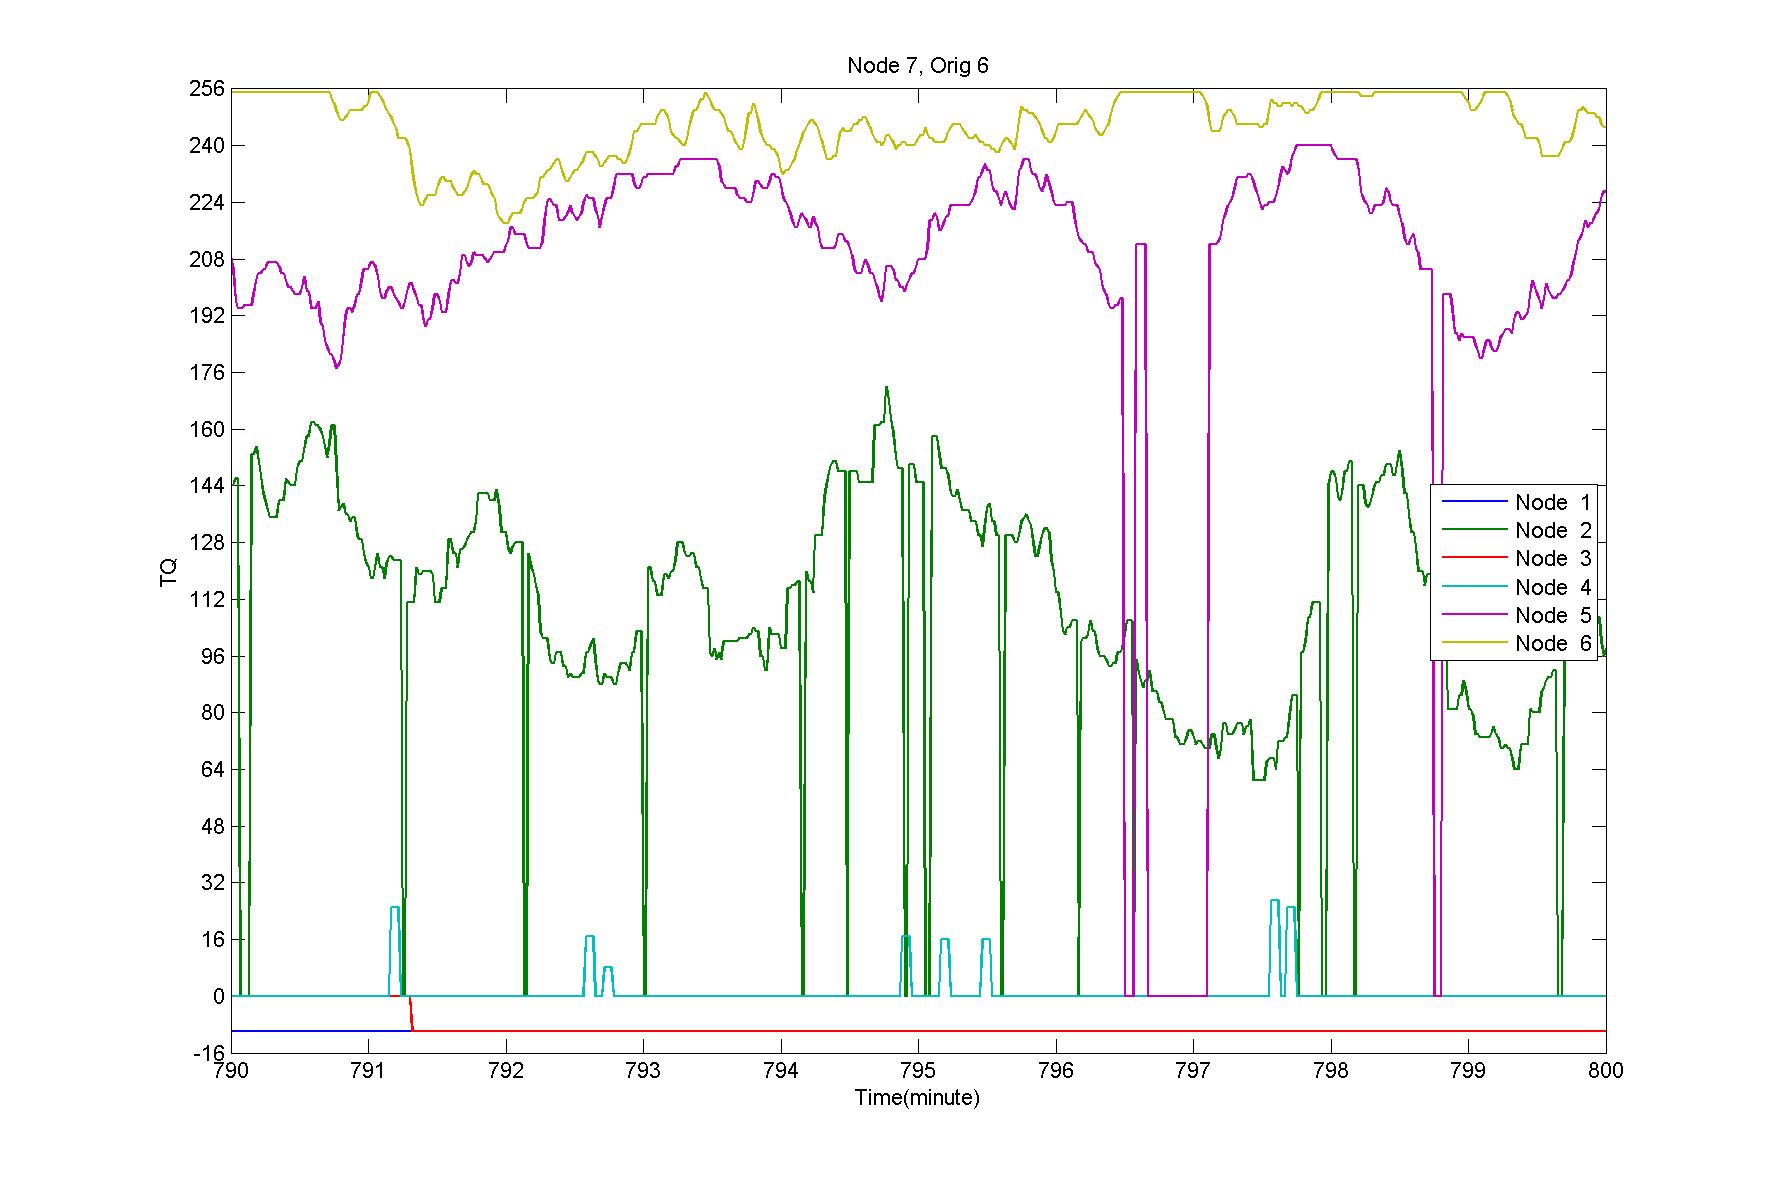 Node 7, Orig 6
256
240
224
208
192
176
160
144
128
112
96
80
64
48
32
16
0
-16
TQ
Node 1
Node 2
Node 3
Node 4
Node 5
Node 6
790 791 792 793 794 795 796 797 798 799 800
Time(minute)